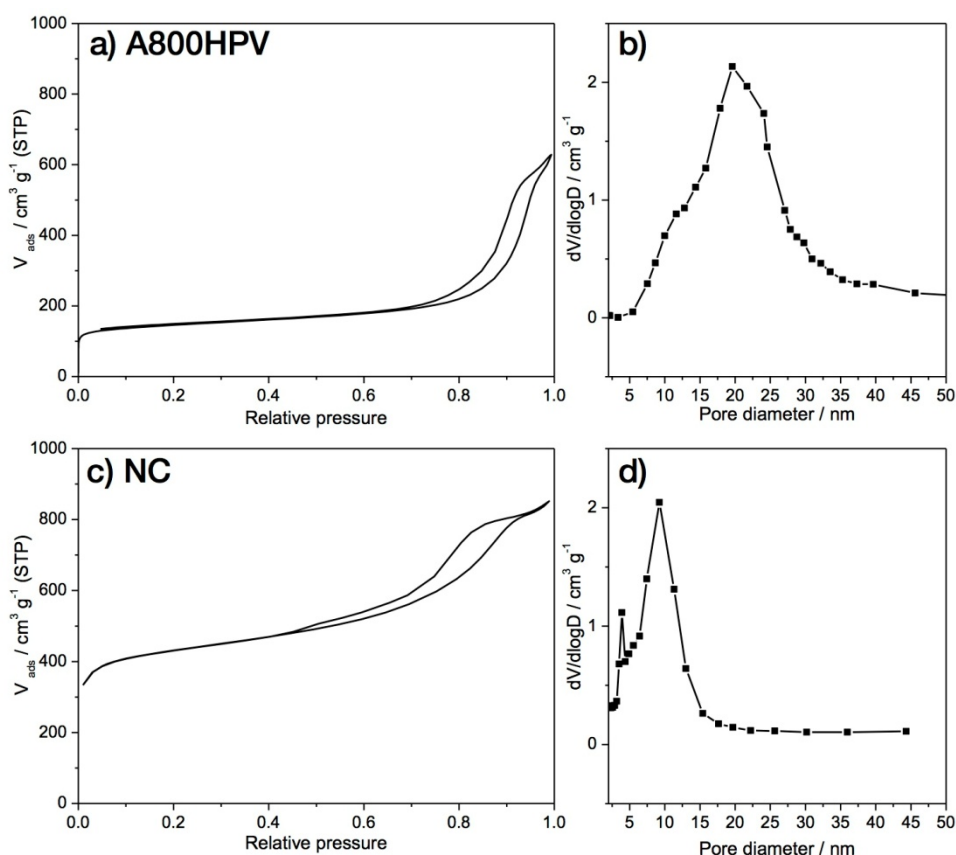 a) A800HPV
1000
800
600
400
200
0
V ads / cm³ g⁻¹ (STP)
0.0 0.2 0.4 0.6 0.8 1.0
Relative pressure
b)
2
1
0
dV/dlogD / cm³ g⁻¹
5 10 15 20 25 30 35 40 45 50
Pore diameter / nm
c) NC
1000
800
600
400
200
0
V ads / cm³ g⁻¹ (STP)
0.0 0.2 0.4 0.6 0.8 1.0
Relative pressure
d)
2
1
0
dV/dlogD / cm³ g⁻¹
5 10 15 20 25 30 35 40 45 50
Pore diameter / nm